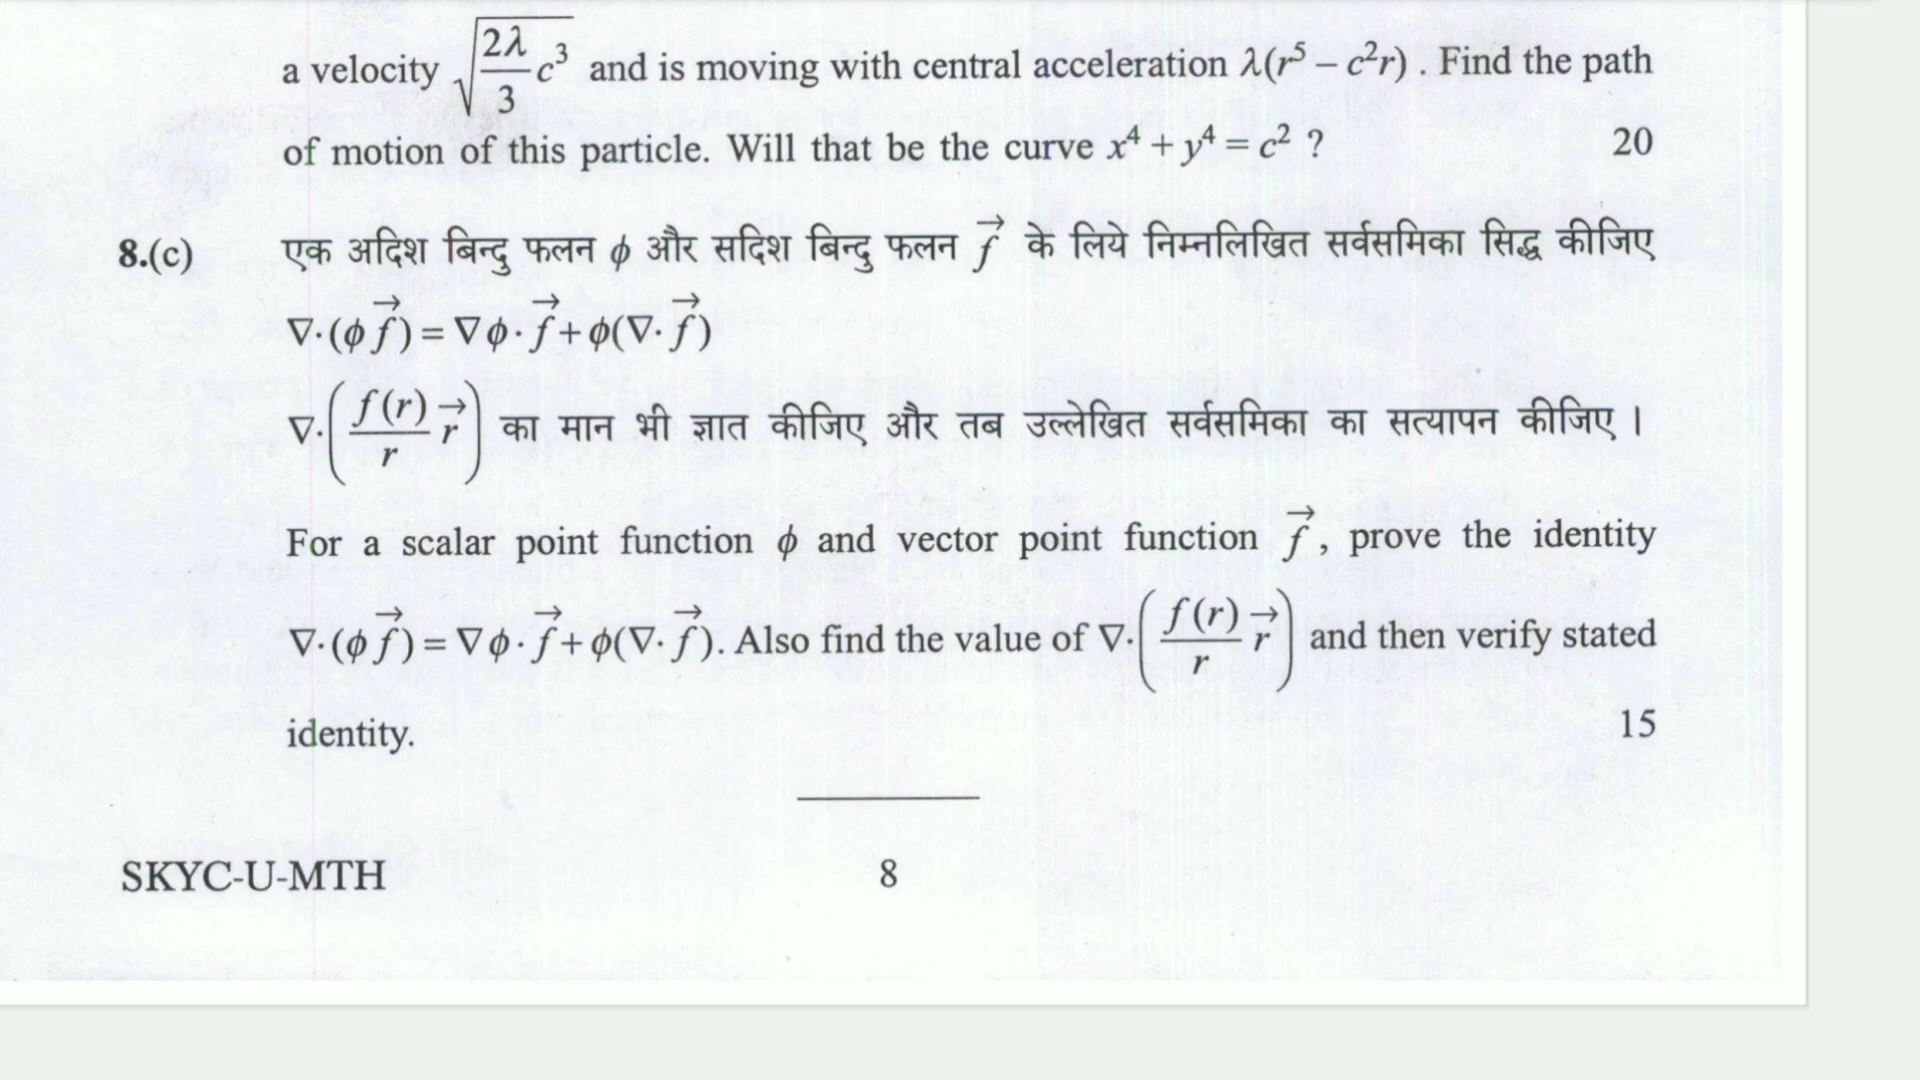 a velocity √(2λ/3) c³ and is moving with central acceleration λ(r⁵ – c²r) . Find the path
of motion of this particle. Will that be the curve x⁴ + y⁴ = c² ?	20
8.(c)	एक अदिश बिन्दु फलन ϕ और सदिश बिन्दु फलन f⃗ के लिये निम्नलिखित सर्वसमिका सिद्ध कीजिए
∇·(ϕ f⃗) = ∇ϕ· f⃗ + ϕ(∇· f⃗)
∇·( f(r)/r r⃗ ) का मान भी ज्ञात कीजिए और तब उल्लेखित सर्वसमिका का सत्यापन कीजिए ।
For a scalar point function ϕ and vector point function f⃗ , prove the identity
∇·(ϕ f⃗) = ∇ϕ· f⃗ + ϕ(∇· f⃗). Also find the value of ∇·( f(r)/r r⃗ ) and then verify stated
identity.	15
SKYC-U-MTH	8